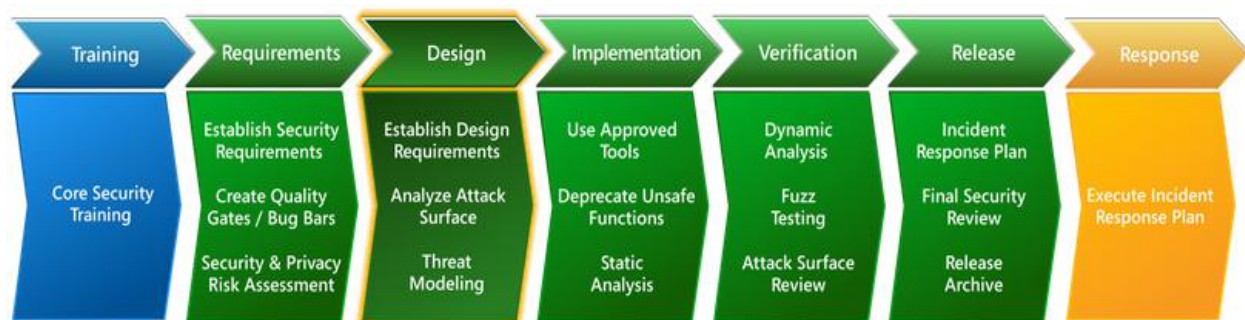 Training
Requirements
Design
Implementation
Verification
Release
Response
Core Security
Training
Establish Security
Requirements
Create Quality
Gates / Bug Bars
Security & Privacy
Risk Assessment
Establish Design
Requirements
Analyze Attack
Surface
Threat
Modeling
Use Approved
Tools
Deprecate Unsafe
Functions
Static
Analysis
Dynamic
Analysis
Fuzz
Testing
Attack Surface
Review
Incident
Response Plan
Final Security
Review
Release
Archive
Execute Incident
Response Plan